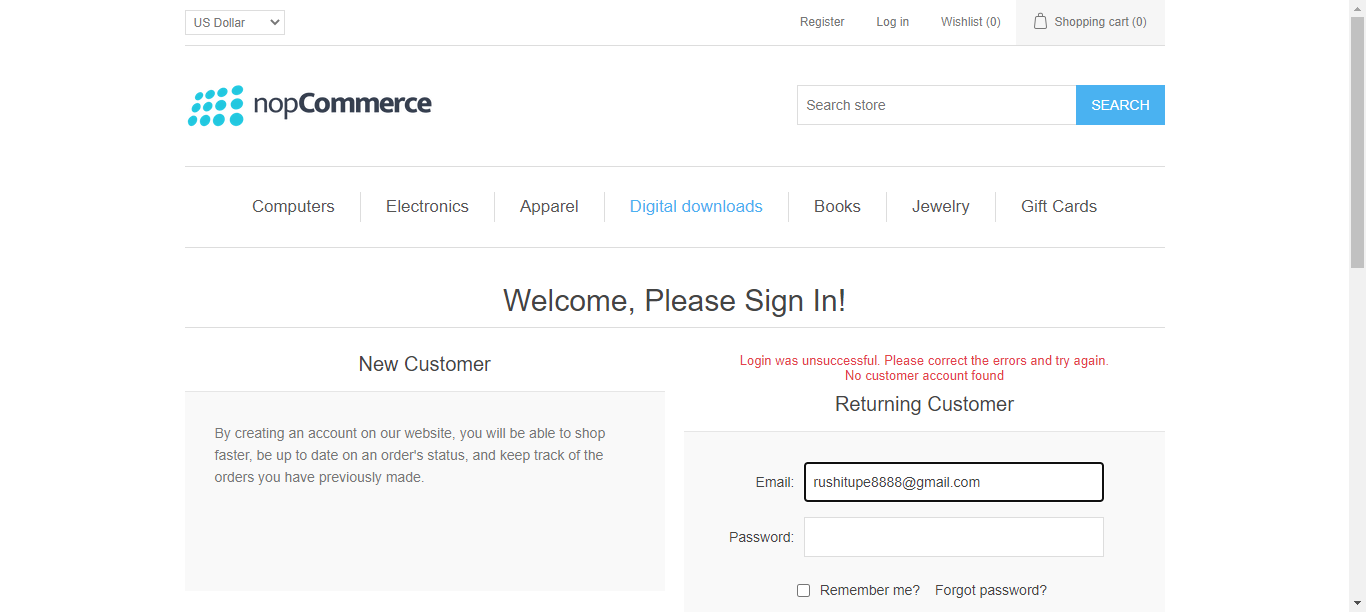 US Dollar
Register
Log in
Wishlist (0)
Shopping cart (0)
nopCommerce
Search store
SEARCH
Computers
Electronics
Apparel
Digital downloads
Books
Jewelry
Gift Cards
Welcome, Please Sign In!
New Customer
By creating an account on our website, you will be able to shop
faster, be up to date on an order's status, and keep track of the
orders you have previously made.
Login was unsuccessful. Please correct the errors and try again.
No customer account found
Returning Customer
Email:
rushitupe8888@gmail.com
Password:
Remember me?
Forgot password?